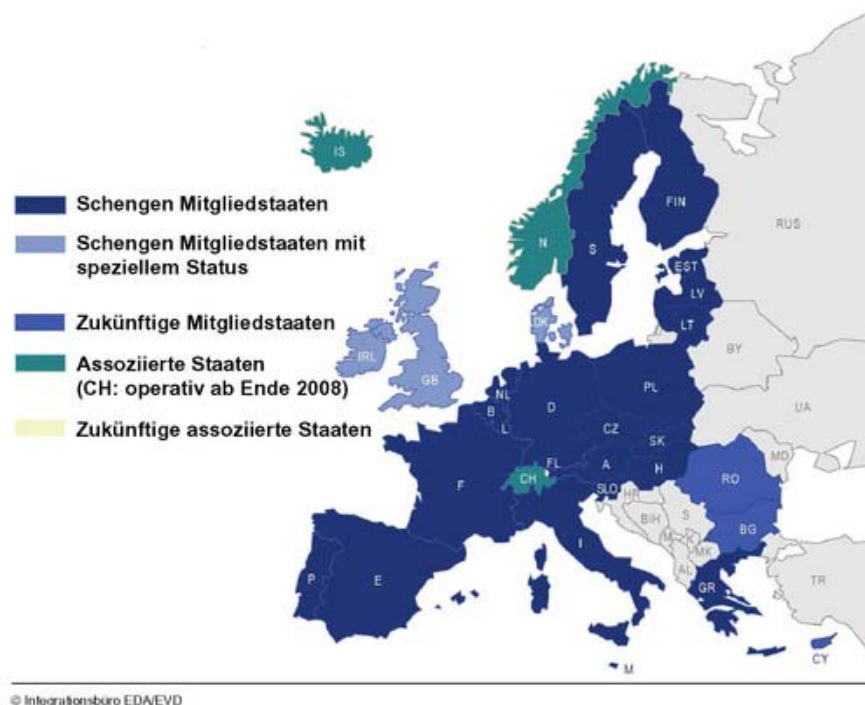 IS
Schengen Mitgliedstaaten
Schengen Mitgliedstaaten mit
speziellem Status
Zukünftige Mitgliedstaaten
Assoziierte Staaten
(CH: operativ ab Ende 2008)
Zukünftige assoziierte Staaten
FIN
RUS
N
S
EST
LV
LT
DK
BY
IRL
GB
NL
B
L
D
PL
UA
CZ
SK
FL
CH
A
H
MD
F
SLO
HR
RO
BIH
S
M
K
BG
I
MK
AL
P
E
GR
TR
CY
M
© Integrationsbüro EDA/EVD